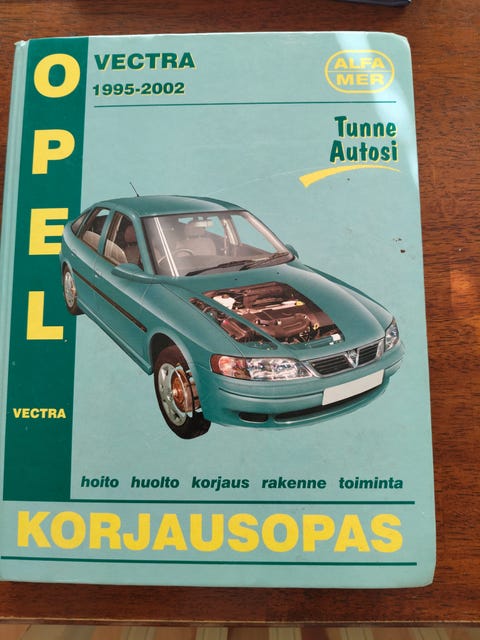 OPEL
VECTRA
1995-2002
ALFA
MER
Tunne
Autosi
VECTRA
hoito huolto korjaus rakenne toiminta
KORJAUSOPAS